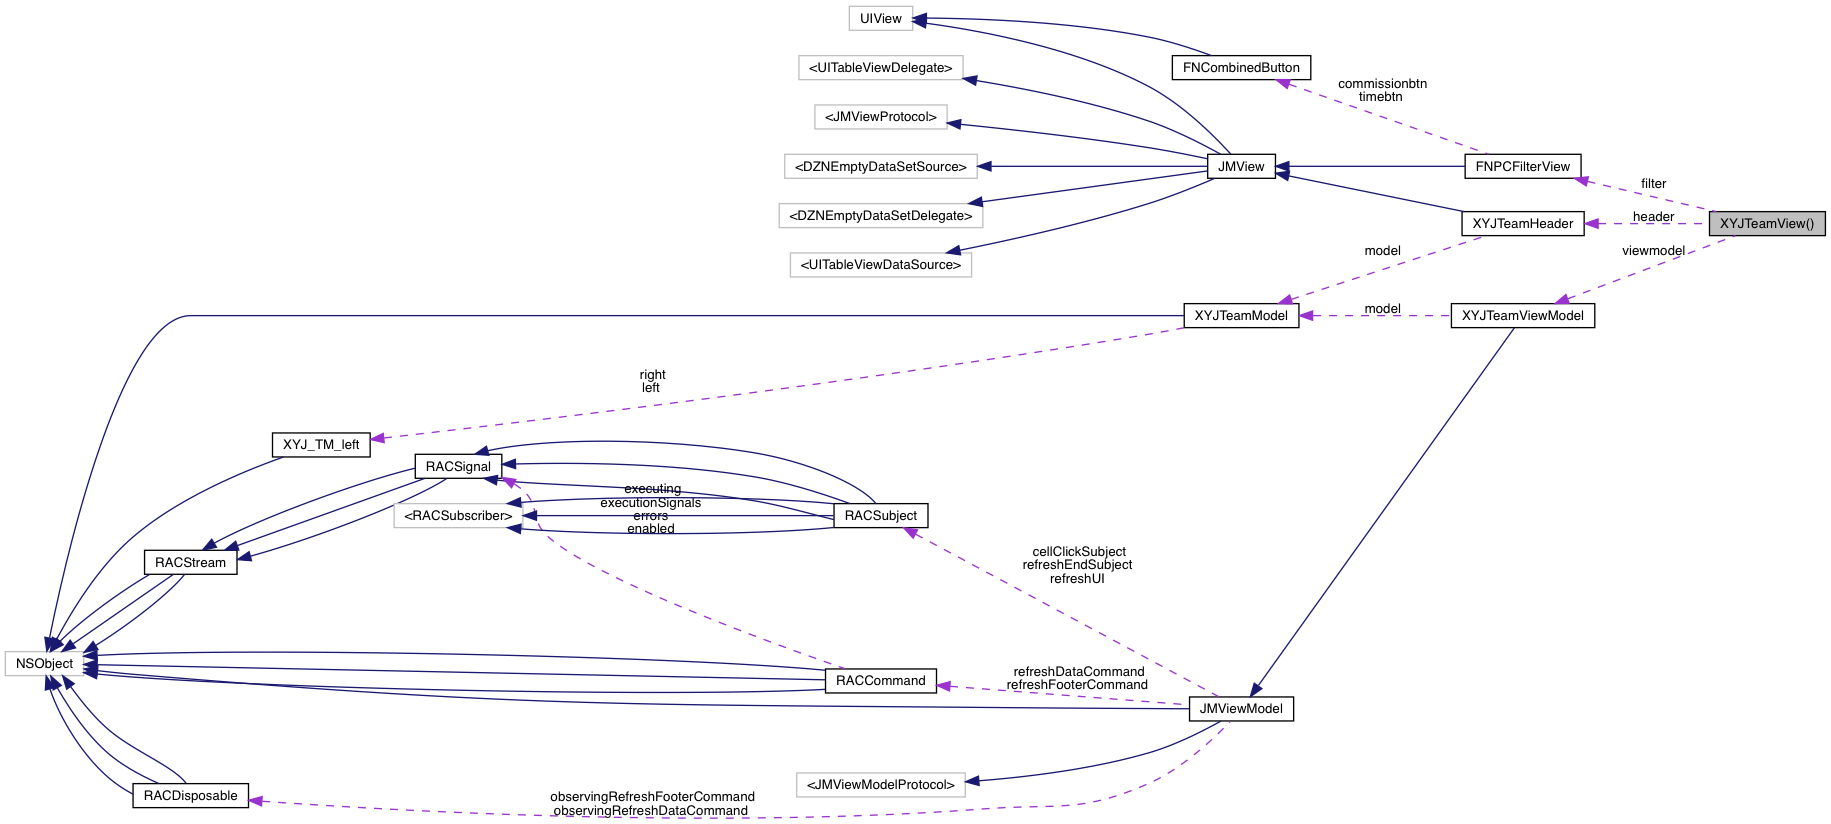 UIView
<UITableViewDelegate>
FNCombinedButton
commissionbtn
timebtn
<JMViewProtocol>
<DZNEmptyDataSetSource>
JMView
FNPCFilterView
filter
<DZNEmptyDataSetDelegate>
XYJTeamHeader
header
XYJTeamView()
<UITableViewDataSource>
model
viewmodel
XYJTeamModel
model
XYJTeamViewModel
right
left
XYJ_TM_left
RACSignal
executing
executionSignals
errors
enabled
<RACSubscriber>
RACSubject
RACStream
cellClickSubject
refreshEndSubject
refreshUI
NSObject
RACCommand
refreshDataCommand
refreshFooterCommand
JMViewModel
<JMViewModelProtocol>
RACDisposable
observingRefreshFooterCommand
observingRefreshDataCommand